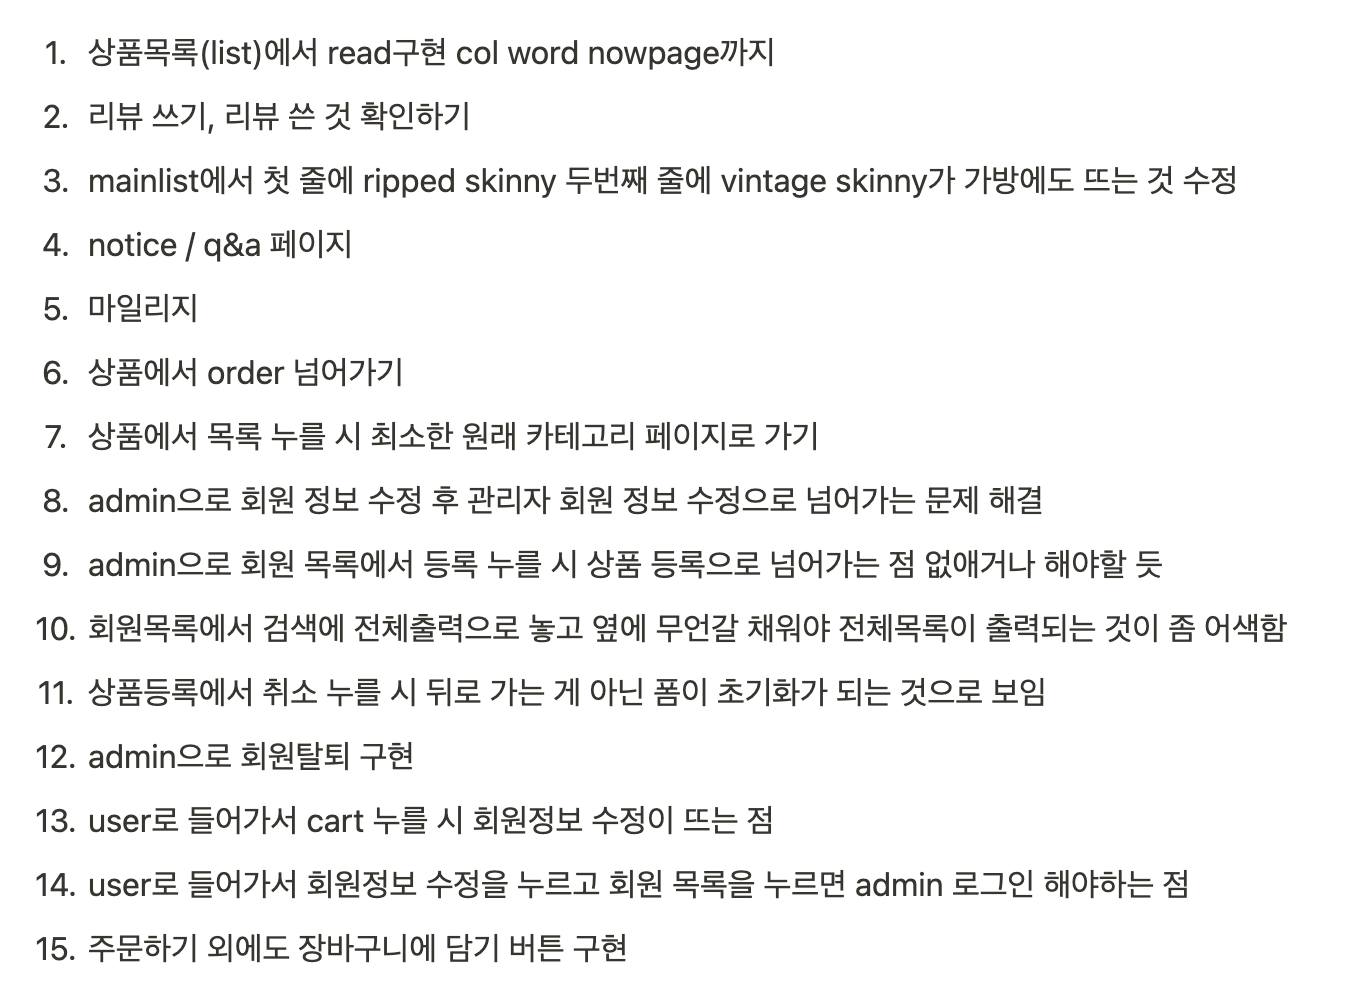 1. 상품목록(list)에서 read구현 col word nowpage까지
2. 리뷰 쓰기, 리뷰 쓴 것 확인하기
3. mainlist에서 첫 줄에 ripped skinny 두번째 줄에 vintage skinny가 가방에도 뜨는 것 수정
4. notice / q&a 페이지
5. 마일리지
6. 상품에서 order 넘어가기
7. 상품에서 목록 누를 시 최소한 원래 카테고리 페이지로 가기
8. admin으로 회원 정보 수정 후 관리자 회원 정보 수정으로 넘어가는 문제 해결
9. admin으로 회원 목록에서 등록 누를 시 상품 등록으로 넘어가는 점 없애거나 해야할 듯
10. 회원목록에서 검색에 전체출력으로 놓고 옆에 무언갈 채워야 전체목록이 출력되는 것이 좀 어색함
11. 상품등록에서 취소 누를 시 뒤로 가는 게 아닌 폼이 초기화가 되는 것으로 보임
12. admin으로 회원탈퇴 구현
13. user로 들어가서 cart 누를 시 회원정보 수정이 뜨는 점
14. user로 들어가서 회원정보 수정을 누르고 회원 목록을 누르면 admin 로그인 해야하는 점
15. 주문하기 외에도 장바구니에 담기 버튼 구현